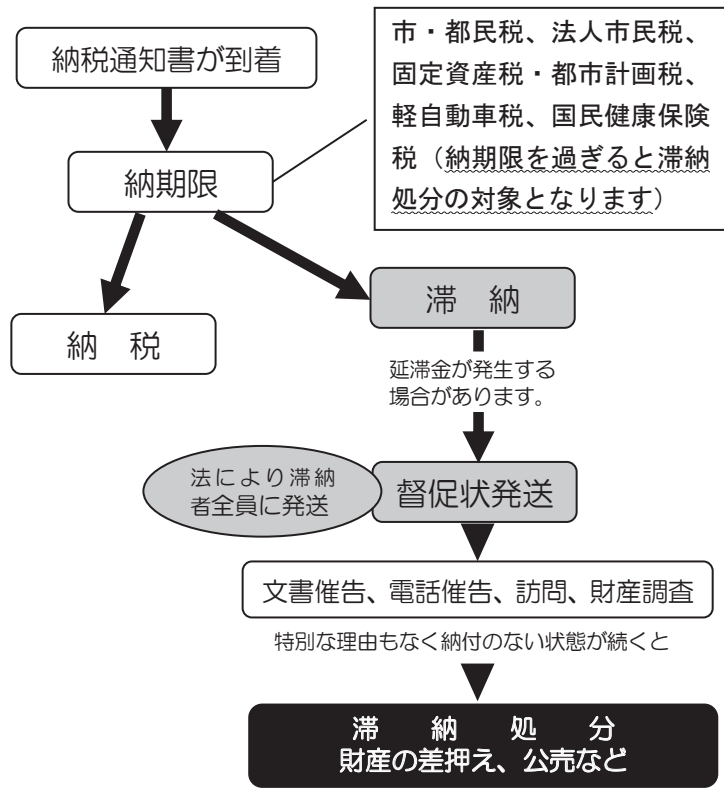 納税通知書が到着
市・都民税、法人市民税、
固定資産税・都市計画税、
軽自動車税、国民健康保険
税（納期限を過ぎると滞納
処分の対象となります）
納期限
納　税
滞　納
延滞金が発生する
場合があります。
法により滞納
者全員に発送
督促状発送
文書催告、電話催告、訪問、財産調査
特別な理由もなく納付のない状態が続くと
滞　納　処　分
財産の差押え、公売など